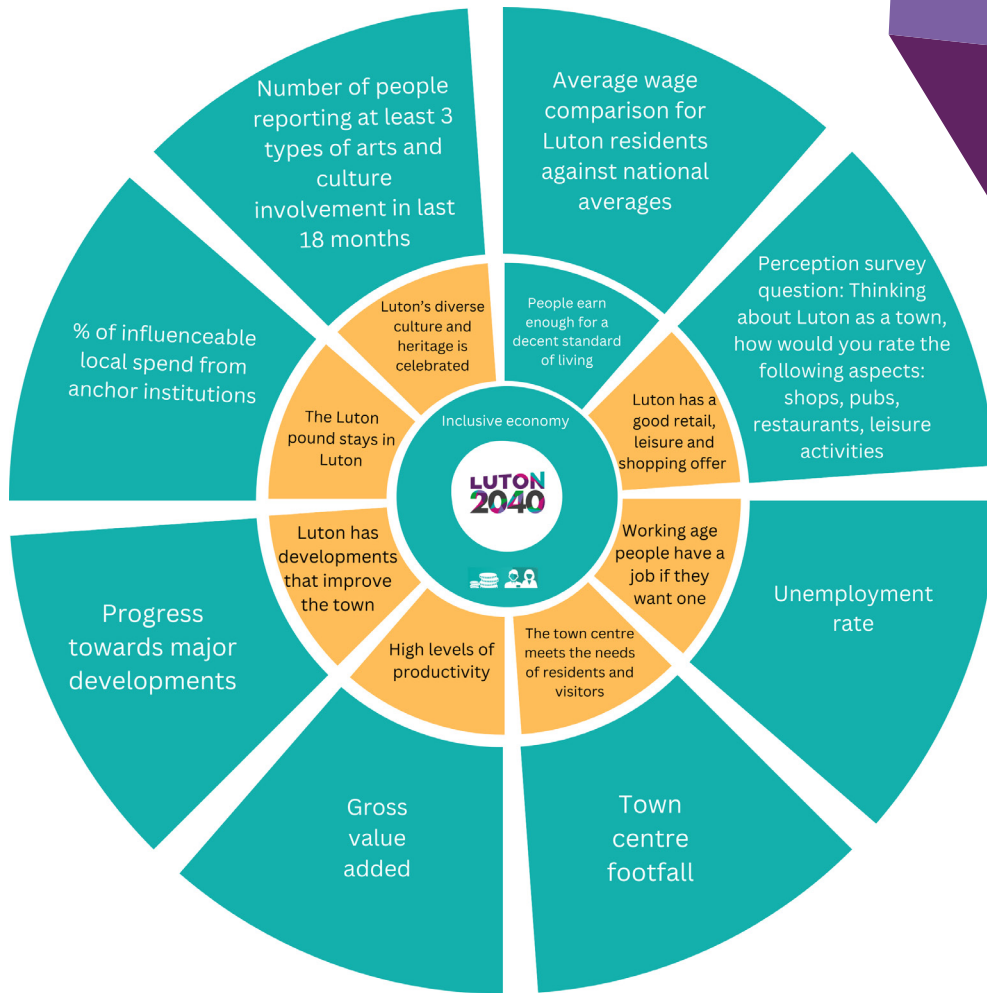 Number of people
reporting at least 3
types of arts and
culture
involvement in last
18 months
Average wage
comparison for
Luton residents
against national
averages
Perception survey
question: Thinking
about Luton as a town,
how would you rate the
following aspects:
shops, pubs,
restaurants, leisure
activities
% of influenceable
local spend from
anchor institutions
Luton’s diverse
culture and
heritage is
celebrated
People earn
enough for a
decent standard
of living
Luton has a
good retail,
leisure and
shopping offer
The Luton
pound stays in
Luton
Inclusive economy
LUTON
2040
Working age
people have a
job if they
want one
Unemployment
rate
Luton has
developments
that improve
the town
Progress
towards major
developments
High levels of
productivity
The town centre
meets the needs
of residents and
visitors
Gross
value
added
Town
centre
footfall